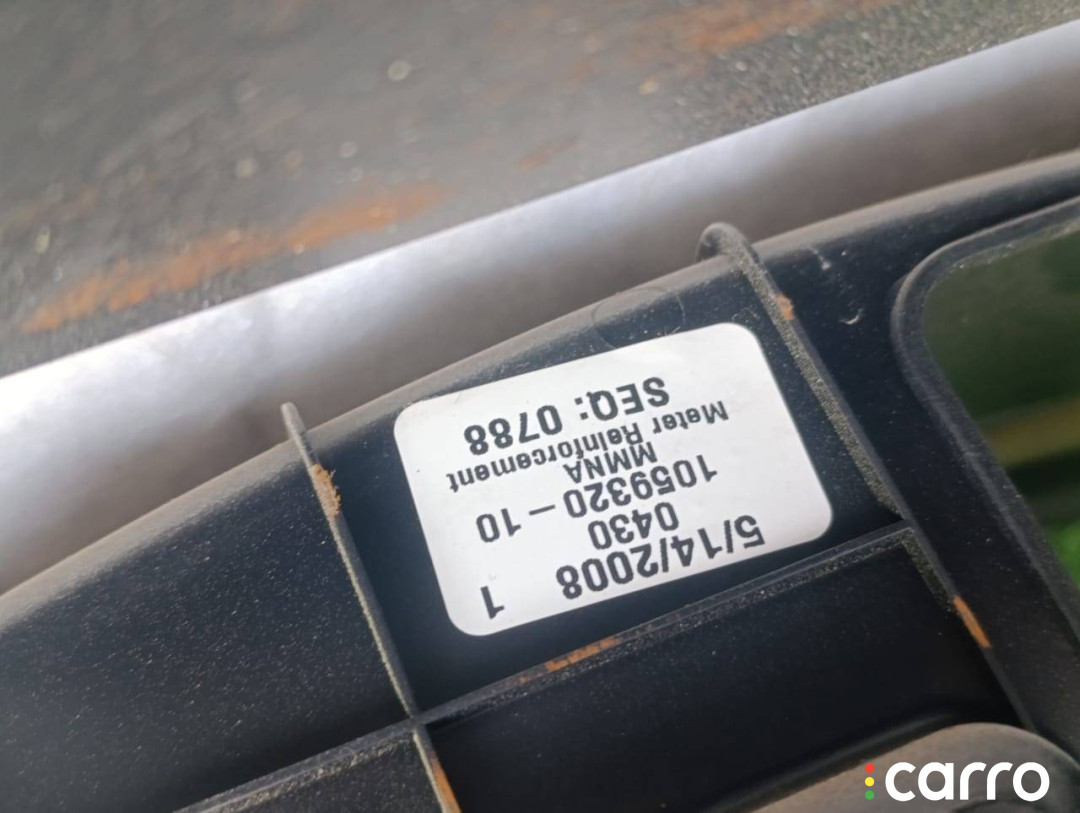 5/14/2008 1
0430
1059320 – 10
MMNA
Meter Reinforcement
SEQ: 0788
carro